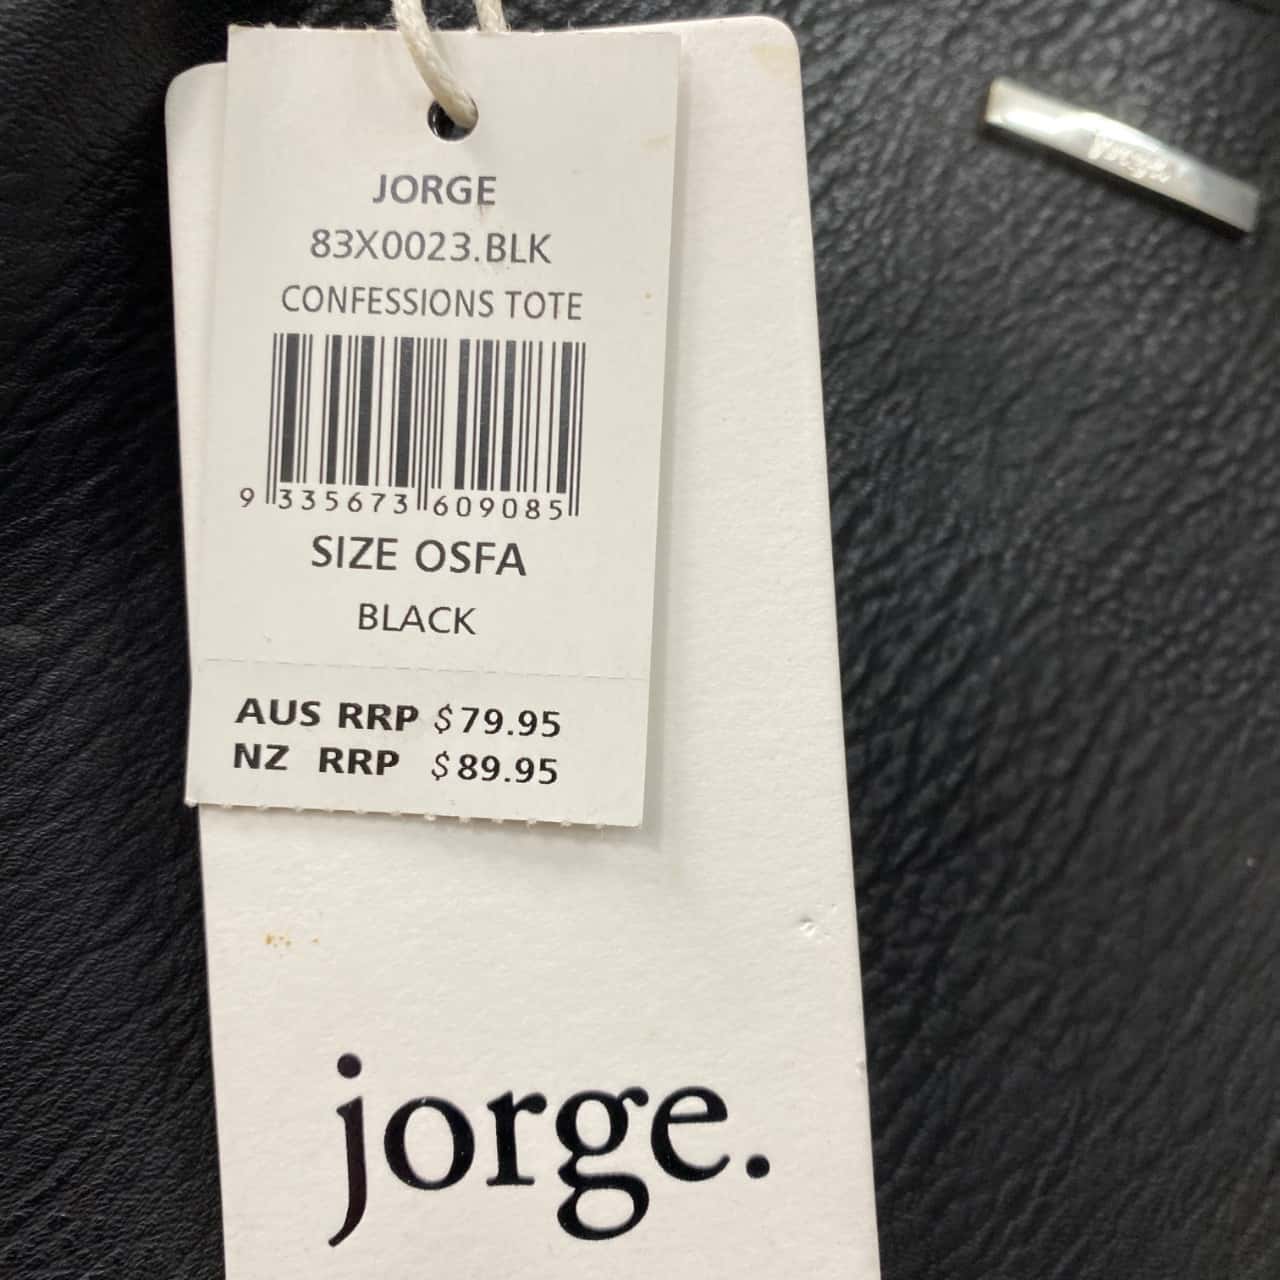 JORGE
83X0023.BLK
CONFESSIONS TOTE
9 335673 609085
SIZE OSFA
BLACK
AUS RRP $79.95
NZ RRP $89.95
jorge.
jorge.